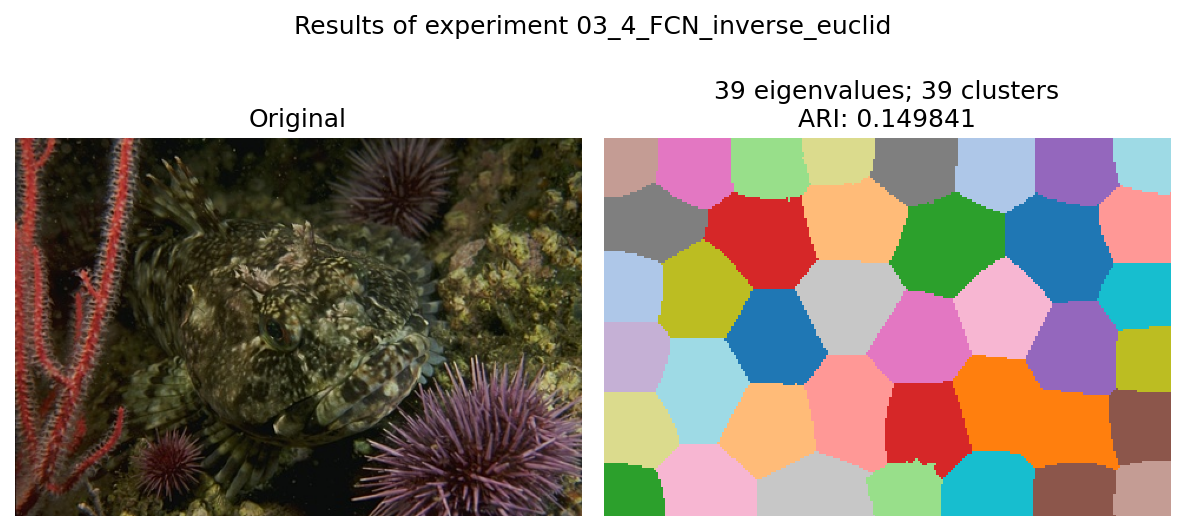 Results of experiment 03_4_FCN_inverse_euclid
Original
39 eigenvalues; 39 clusters
ARI: 0.149841